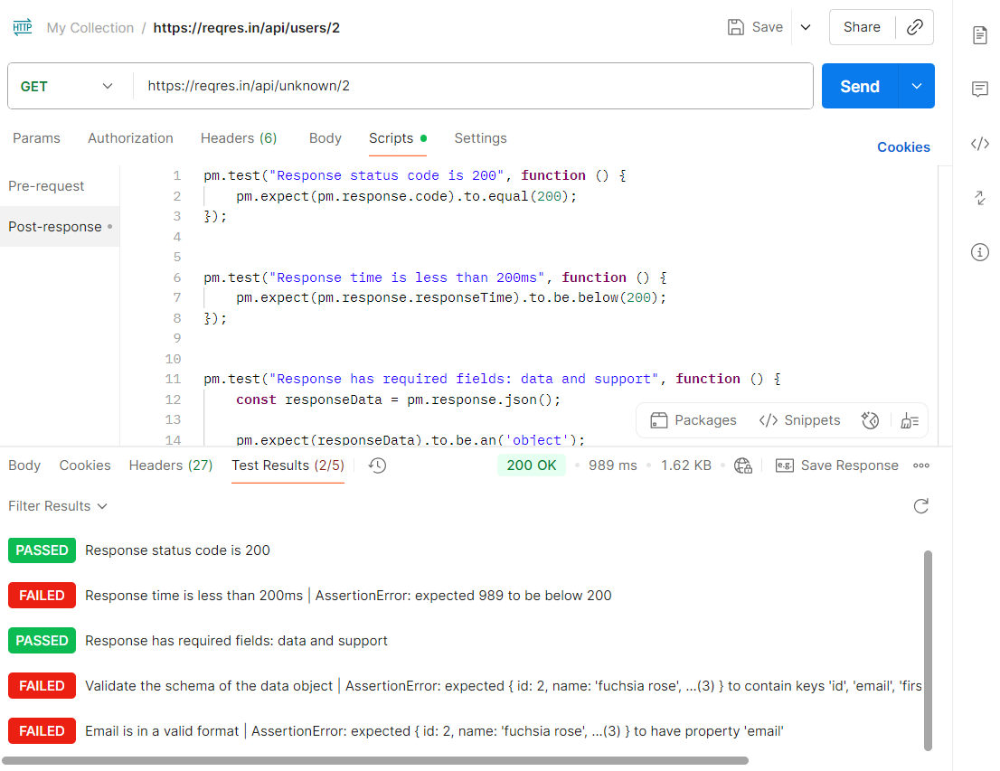 HTTP My Collection / https://reqres.in/api/users/2 Save Share
GET https://reqres.in/api/unknown/2 Send
Params Authorization Headers (6) Body Scripts Settings Cookies
Pre-request
Post-response
1 pm.test("Response status code is 200", function () {
2 pm.expect(pm.response.code).to.equal(200);
3 });
4
5
6 pm.test("Response time is less than 200ms", function () {
7 pm.expect(pm.response.responseTime).to.be.below(200);
8 });
9
10
11 pm.test("Response has required fields: data and support", function () {
12 const responseData = pm.response.json();
13
14 pm.expect(responseData).to.be.an('object');
Packages </> Snippets
Body Cookies Headers (27) Test Results (2/5) 200 OK 989 ms 1.62 KB e.g. Save Response
Filter Results
PASSED Response status code is 200
FAILED Response time is less than 200ms | AssertionError: expected 989 to be below 200
PASSED Response has required fields: data and support
FAILED Validate the schema of the data object | AssertionError: expected { id: 2, name: 'fuchsia rose', …(3) } to contain keys 'id', 'email', 'firs
FAILED Email is in a valid format | AssertionError: expected { id: 2, name: 'fuchsia rose', …(3) } to have property 'email'